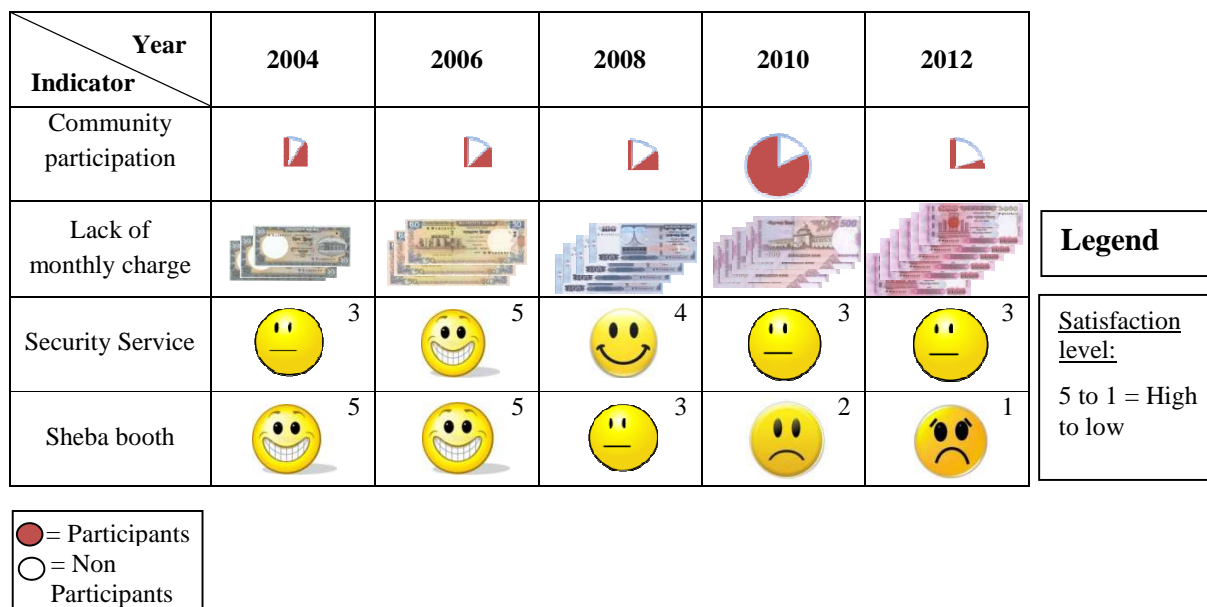 Year
Indicator
2004
2006
2008
2010
2012
Community
participation
Lack of
monthly charge
Security Service
3
5
4
3
3
Sheba booth
5
5
3
2
1
Legend
Satisfaction
level:
5 to 1 = High
to low
= Participants
= Non
Participants